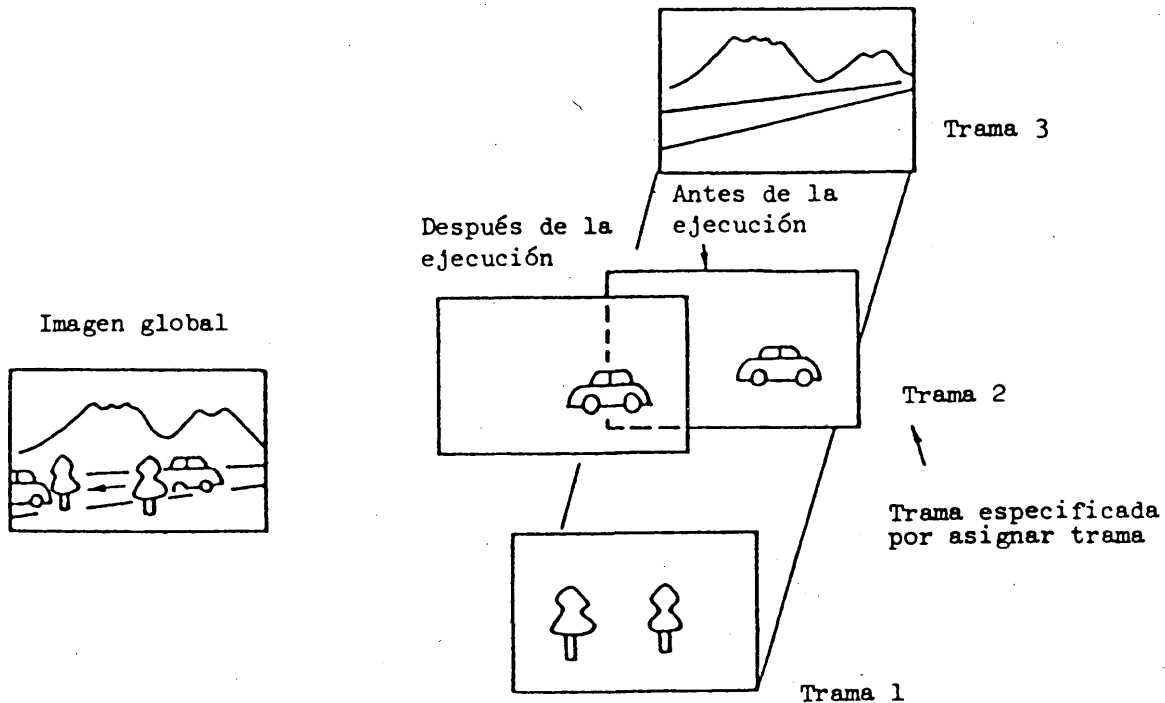 Trama 3
Antes de la
ejecución
Después de la
ejecución
Imagen global
Trama 2
Trama especificada
por asignar trama
Trama 1